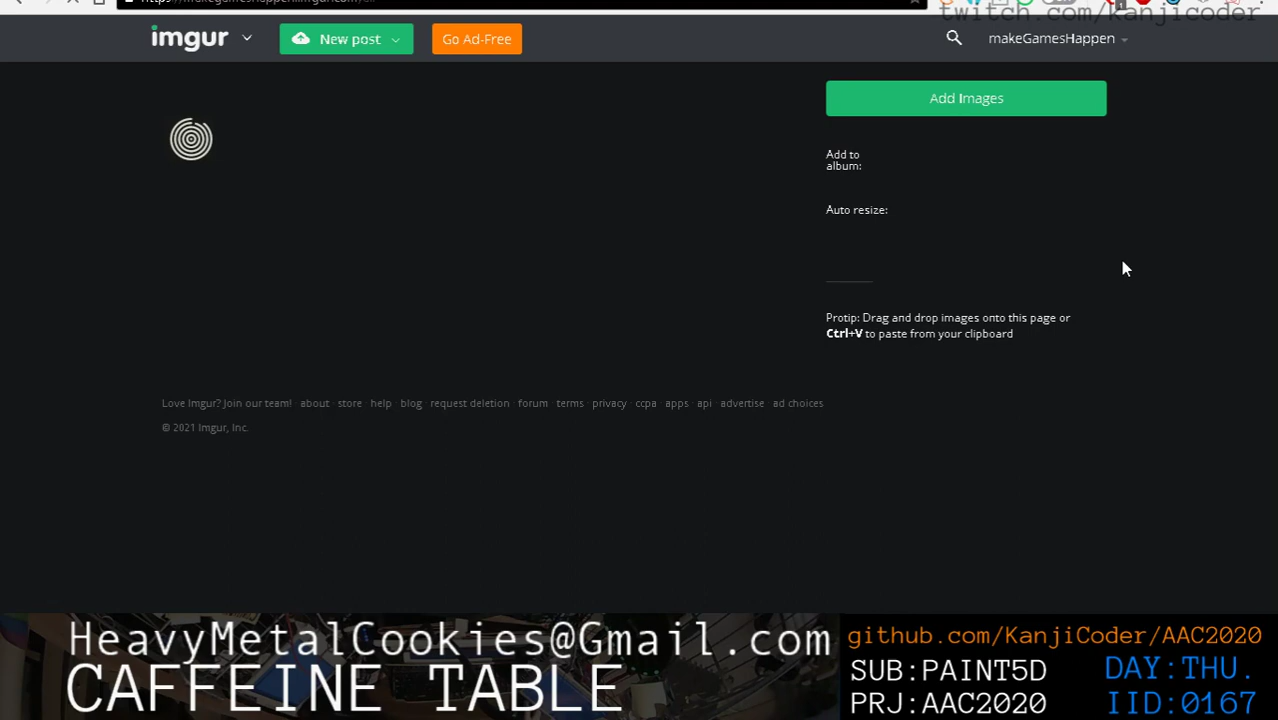 twitch.com/kanjicoder
imgur New post Go Ad-Free makeGamesHappen
Add Images
Add to
album:
Auto resize:
Protip: Drag and drop images onto this page or
Ctrl+V to paste from your clipboard
Love Imgur? Join our team! · about · store · help · blog · request deletion · forum · terms · privacy · ccpa · apps · api · advertise · ad choices
© 2021 Imgur, Inc.
HeavyMetalCookies@Gmail.com
CAFFEINE TABLE
github.com/KanjiCoder/AAC2020
SUB:PAINT5D DAY:THU.
PRJ:AAC2020 IID:0167